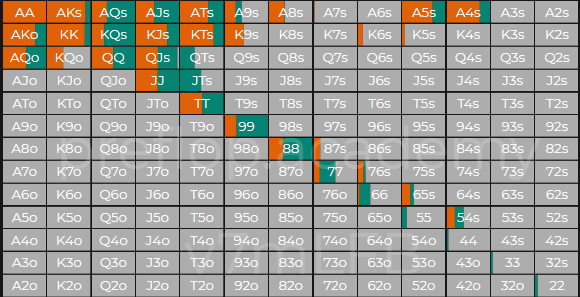 AA AKs AQs AJs ATs A9s A8s A7s A6s A5s A4s A3s A2s
AKo KK KQs KJs KTs K9s K8s K7s K6s K5s K4s K3s K2s
AQo KQo QQ QJs QTs Q9s Q8s Q7s Q6s Q5s Q4s Q3s Q2s
AJo KJo QJo JJ JTs J9s J8s J7s J6s J5s J4s J3s J2s
ATo KTo QTo JTo TT T9s T8s T7s T6s T5s T4s T3s T2s
A9o K9o Q9o J9o T9o 99 98s 97s 96s 95s 94s 93s 92s
A8o K8o Q8o J8o T8o 98o 88 87s 86s 85s 84s 83s 82s
preflop.academy
A7o K7o Q7o J7o T7o 97o 87o 77 76s 75s 74s 73s 72s
A6o K6o Q6o J6o T6o 96o 86o 76o 66 65s 64s 63s 62s
A5o K5o Q5o J5o T5o 95o 85o 75o 65o 55 54s 53s 52s
A4o K4o Q4o J4o T4o 94o 84o 74o 64o 54o 44 43s 42s
A3o K3o Q3o J3o T3o 93o 83o 73o 63o 53o 43o 33 32s
A2o K2o Q2o J2o T2o 92o 82o 72o 62o 52o 42o 32o 22